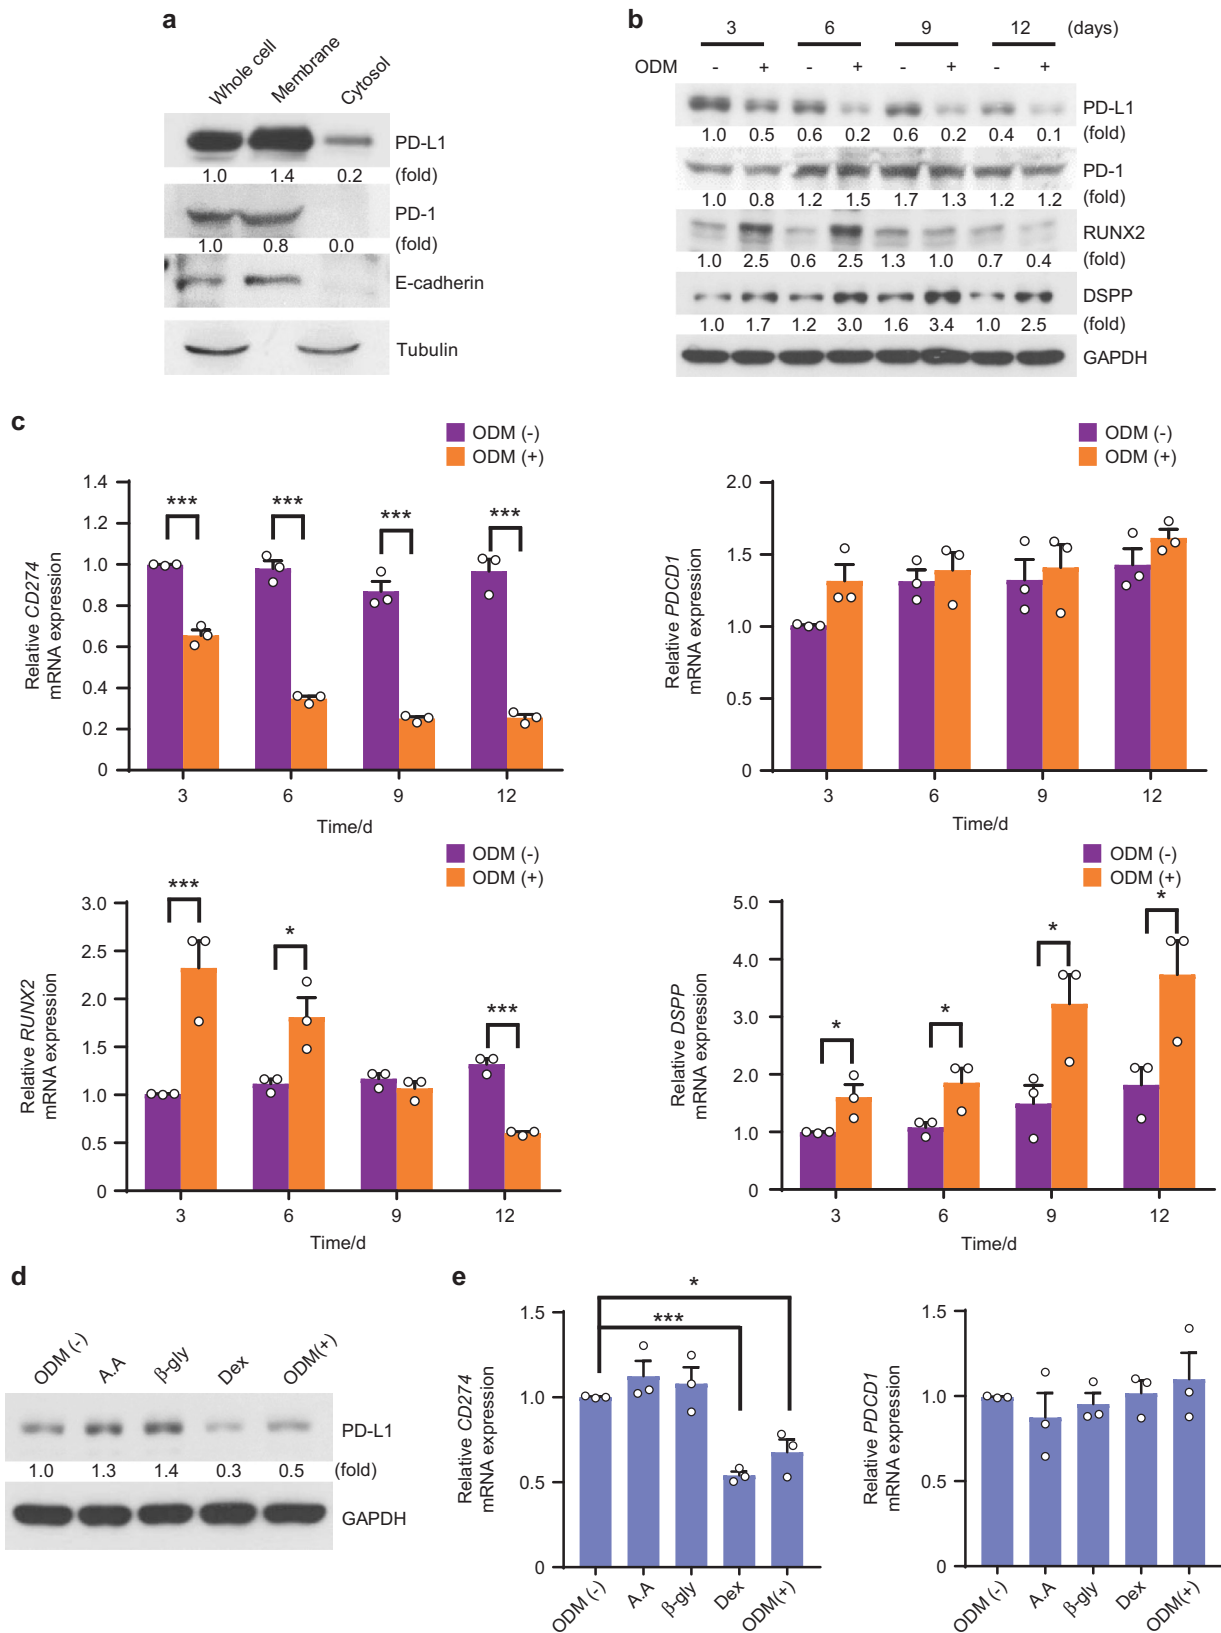 a
Whole cell Membrane Cytosol
PD-L1
1.0 1.4 0.2 (fold)
PD-1
1.0 0.8 0.0 (fold)
E-cadherin
Tubulin
b
3 6 9 12 (days)
ODM - + - + - + - +
PD-L1
1.0 0.5 0.6 0.2 0.6 0.2 0.4 0.1 (fold)
PD-1
1.0 0.8 1.2 1.5 1.7 1.3 1.2 1.2 (fold)
RUNX2
1.0 2.5 0.6 2.5 1.3 1.0 0.7 0.4 (fold)
DSPP
1.0 1.7 1.2 3.0 1.6 3.4 1.0 2.5 (fold)
GAPDH
c
ODM (-)
ODM (+)
Relative CD274
mRNA expression
1.4
1.2
1.0
0.8
0.6
0.4
0.2
0
*** *** *** ***
3 6 9 12
Time/d
ODM (-)
ODM (+)
Relative PDCD1
mRNA expression
2.0
1.5
1.0
0.5
0
3 6 9 12
Time/d
ODM (-)
ODM (+)
Relative RUNX2
mRNA expression
3.0
2.5
2.0
1.5
1.0
0.5
0
*** * ***
3 6 9 12
Time/d
ODM (-)
ODM (+)
Relative DSPP
mRNA expression
5.0
4.0
3.0
2.0
1.0
0
* * * *
3 6 9 12
Time/d
d
ODM (-) A.A β-gly Dex ODM(+)
PD-L1
1.0 1.3 1.4 0.3 0.5 (fold)
GAPDH
e
Relative CD274
mRNA expression
1.5
1.0
0.5
0
*
***
ODM (-) A.A β-gly Dex ODM(+)
Relative PDCD1
mRNA expression
1.5
1.0
0.5
0
ODM (-) A.A β-gly Dex ODM(+)